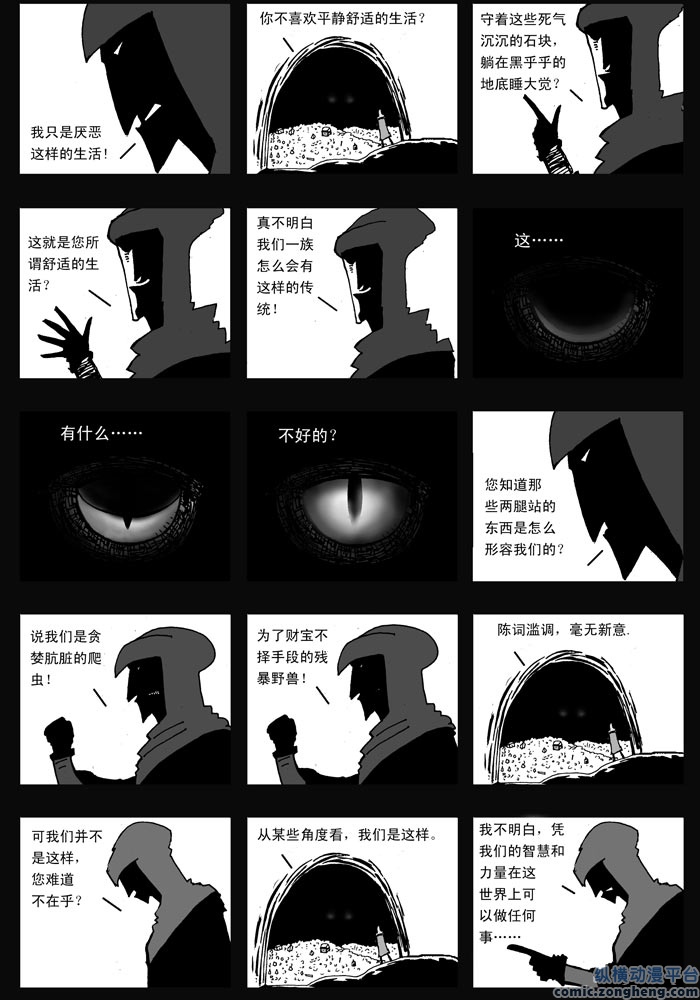 我只是厌恶
这样的生活！
你不喜欢平静舒适的生活？
守着这些死气
沉沉的石块，
躺在黑乎乎的
地底睡大觉？
这就是您所
谓舒适的生
活？
真不明白
我们一族
怎么会有
这样的传
统！
这……
有什么……
不好的？
您知道那
些两腿站的
东西是怎么
形容我们的？
说我们是贪
婪肮脏的爬
虫！
为了财宝不
择手段的残
暴野兽！
陈词滥调，毫无新意.
可我们并不
是这样，
您难道
不在乎？
从某些角度看，我们是这样。
我不明白，凭
我们的智慧和
力量在这
世界上可
以做任何
事……
纵横动漫平台
comic.zongheng.com